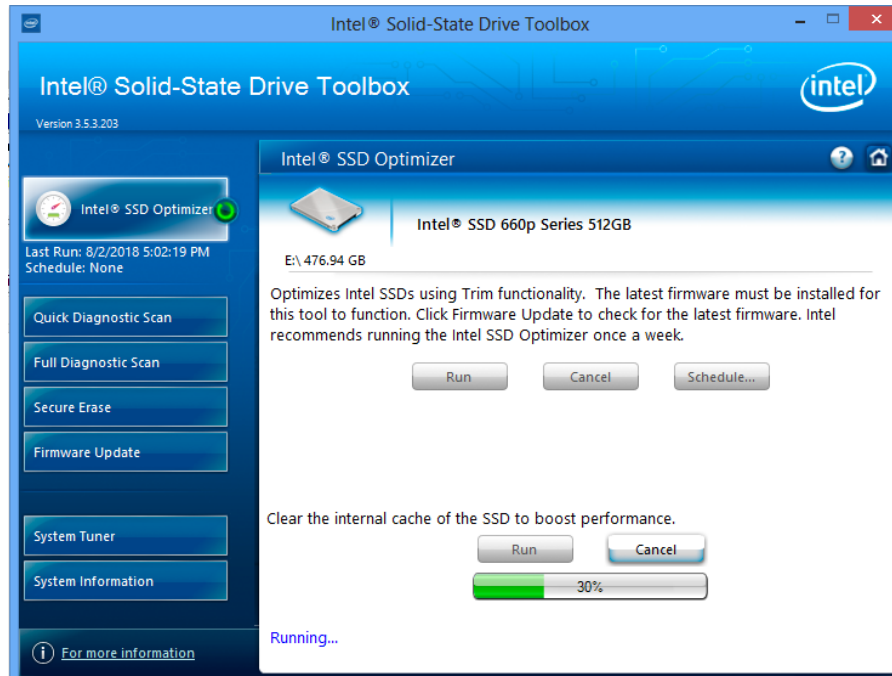 Intel® Solid-State Drive Toolbox
Intel® Solid-State Drive Toolbox
intel
Version 3.5.3.203
Intel® SSD Optimizer
Intel® SSD Optimizer
Last Run: 8/2/2018 5:02:19 PM
Schedule: None
Quick Diagnostic Scan
Full Diagnostic Scan
Secure Erase
Firmware Update
System Tuner
System Information
For more information
Intel® SSD 660p Series 512GB
E:\ 476.94 GB
Optimizes Intel SSDs using Trim functionality. The latest firmware must be installed for
this tool to function. Click Firmware Update to check for the latest firmware. Intel
recommends running the Intel SSD Optimizer once a week.
Run Cancel Schedule...
Clear the internal cache of the SSD to boost performance.
Run Cancel
30%
Running...